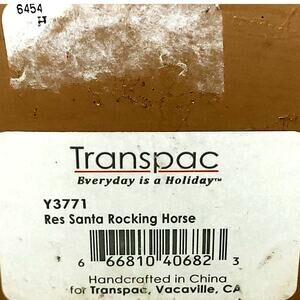 6454
H
Transpac
Everyday is a Holiday™
Y3771
Res Santa Rocking Horse
6 66810 40682 3
Handcrafted in China
for Transpac, Vacaville, CA